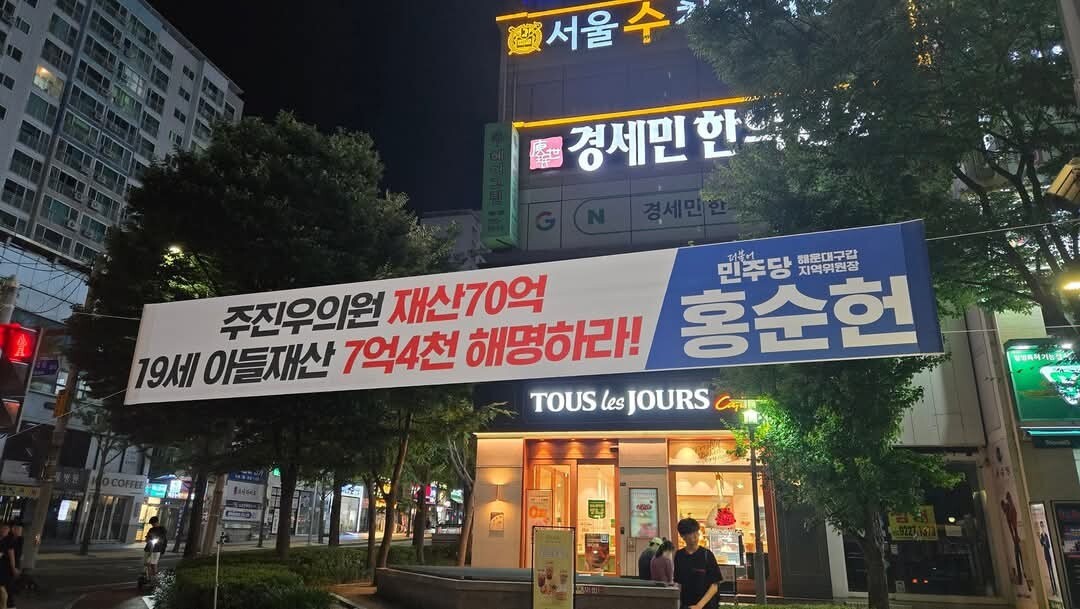 서울수
경세민한
G N 경세민한
주진우의원 재산70억
19세 아들재산 7억4천 해명하라!
더불어
민주당
해운대구갑
지역위원장
홍순헌
TOUS les JOURS
COFFEE